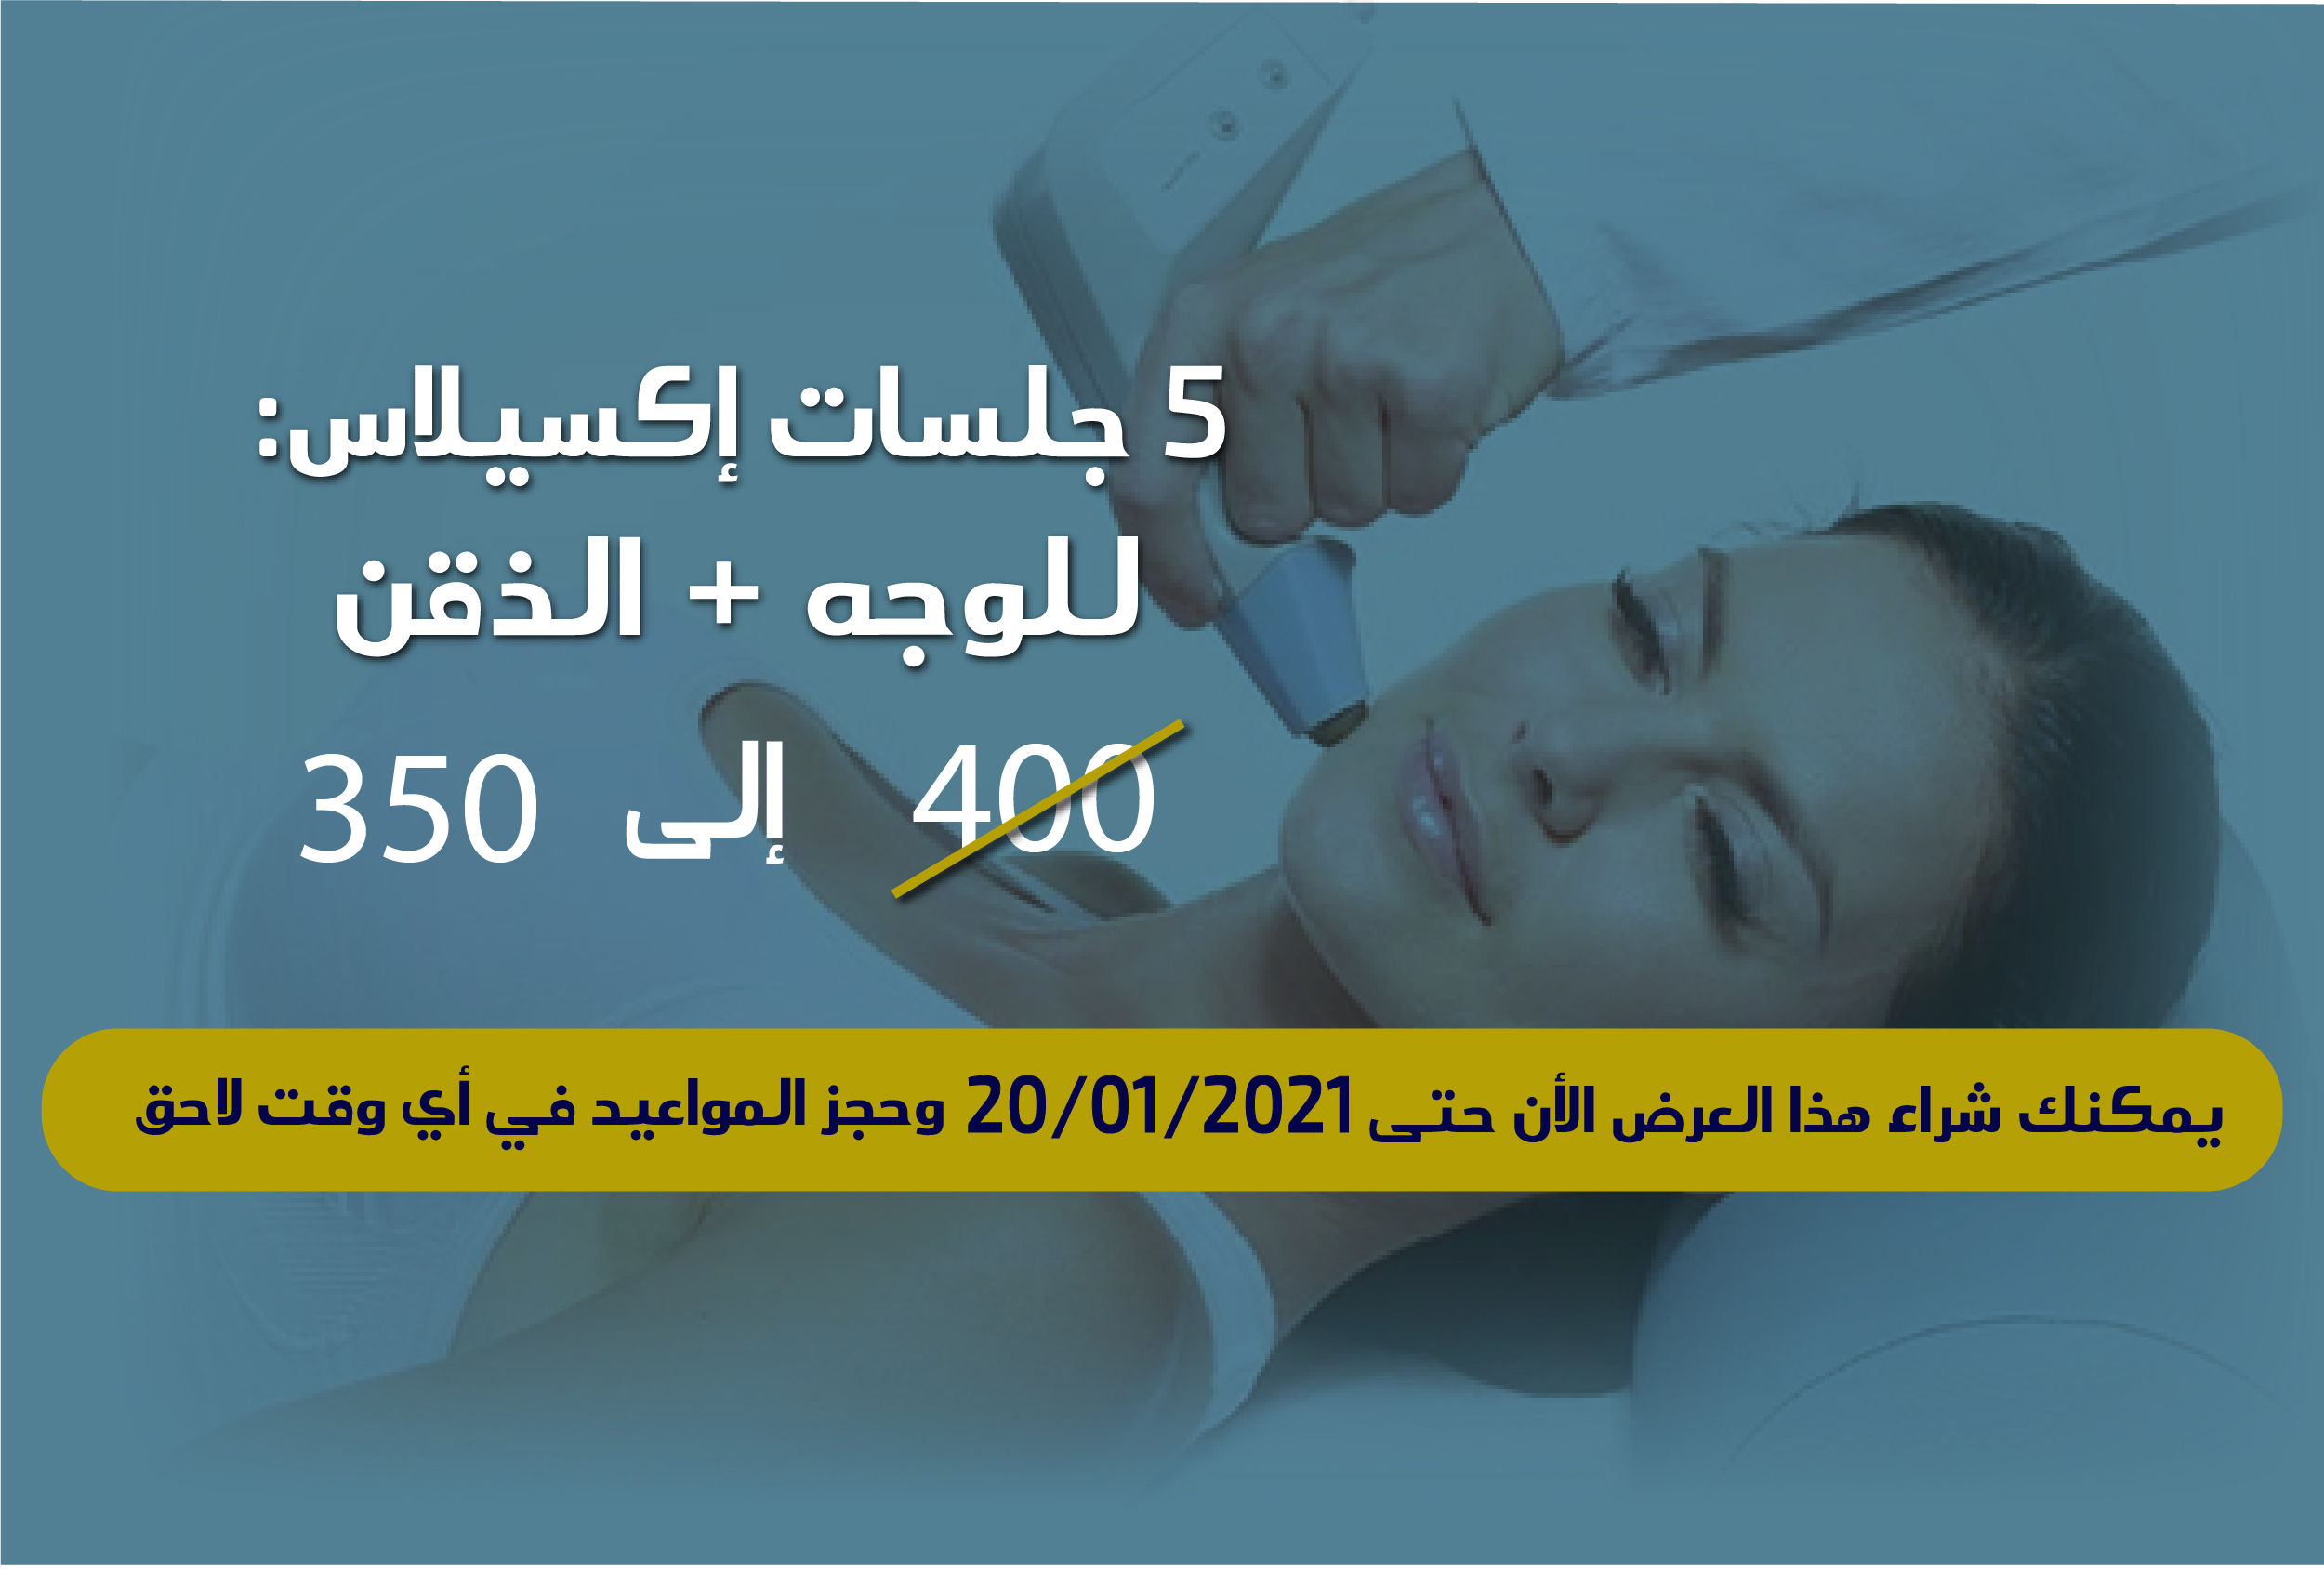 5 جلسات إكسيلاس:
للوجه + الذقن
400 إلى 350
يمكنك شراء هذا العرض الأن حتى 20/01/2021 وحجز المواعيد في أي وقت لاحق